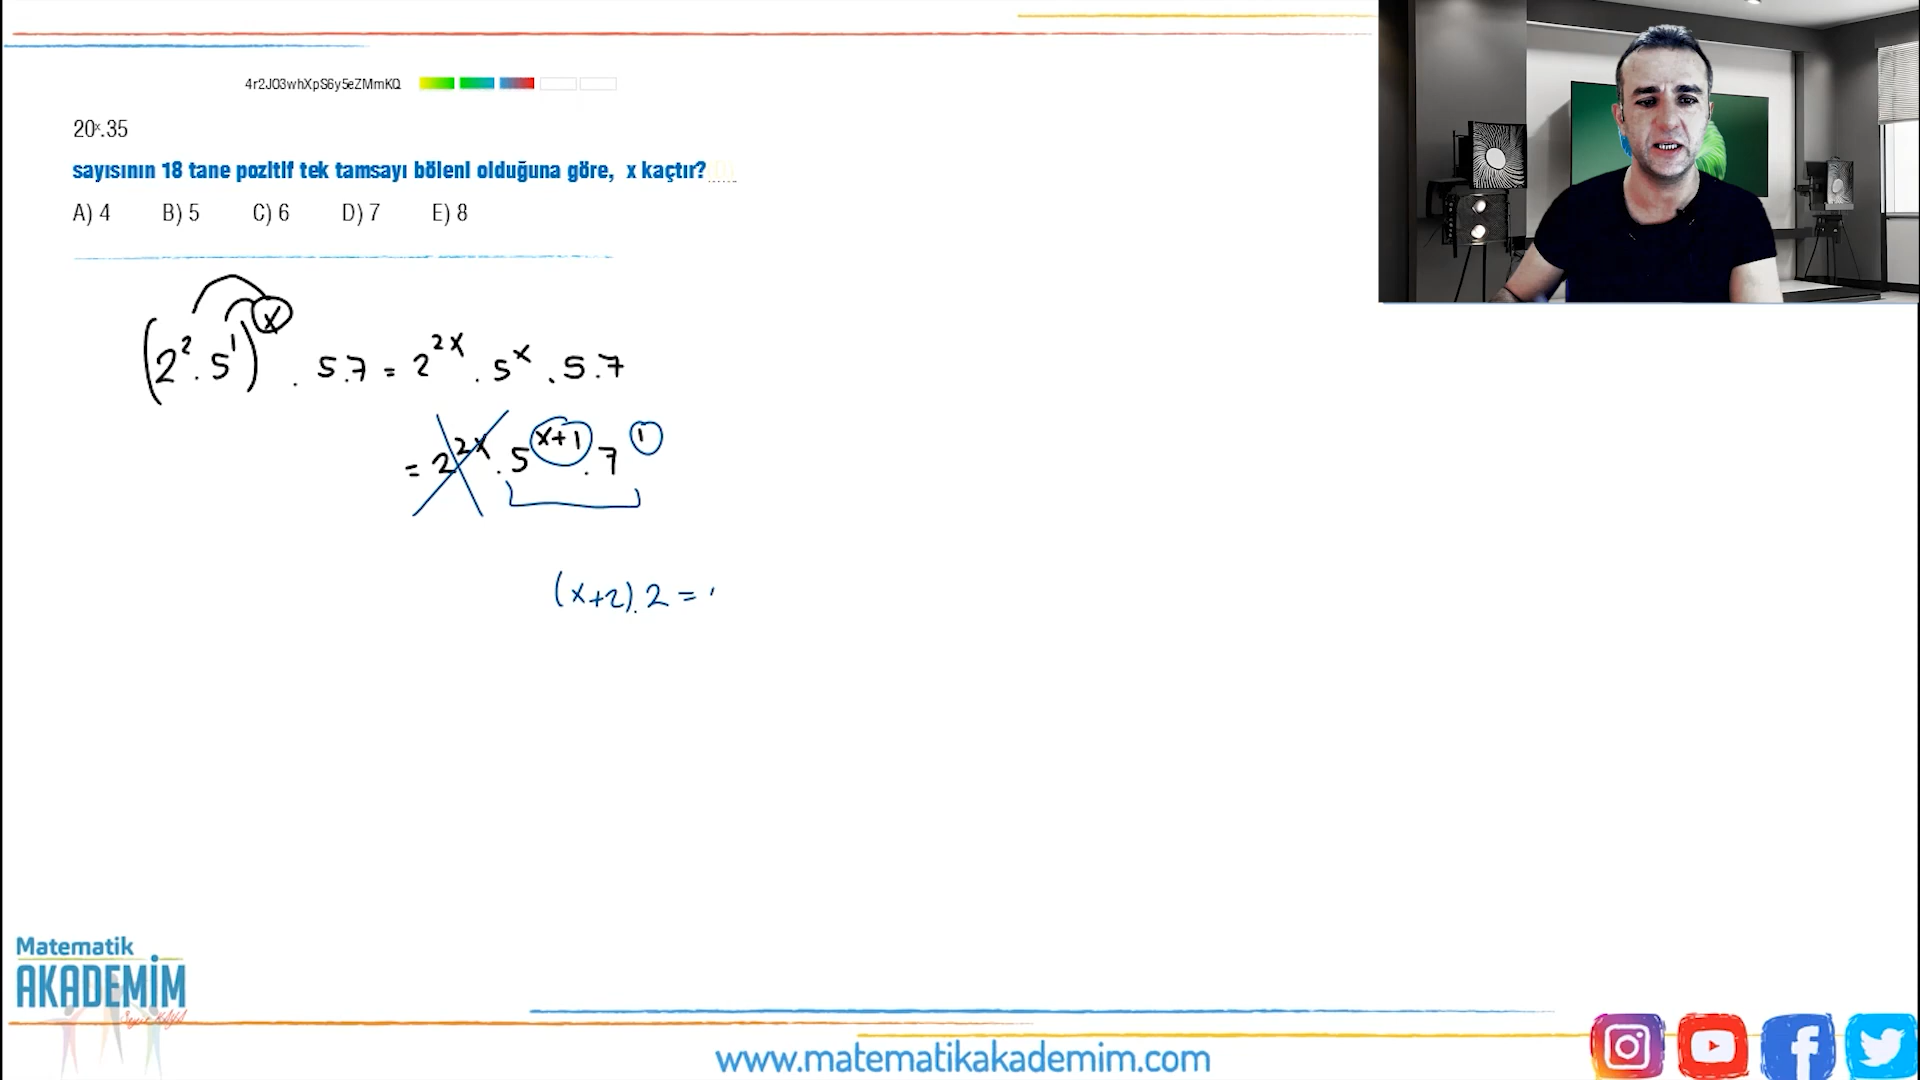 4r2JO3whXpS6y5eZMmKQ
20ˣ.35
sayısının 18 tane pozitif tek tamsayı böleni olduğuna göre, x kaçtır?
A) 4 B) 5 C) 6 D) 7 E) 8
(2².5¹)ˣ . 5.7 = 2²ˣ . 5ˣ . 5.7
= 2²ˣ . 5ˣ⁺¹ . 7¹
(x+2).2 =
Matematik
AKADEMİM
www.matematikakademim.com